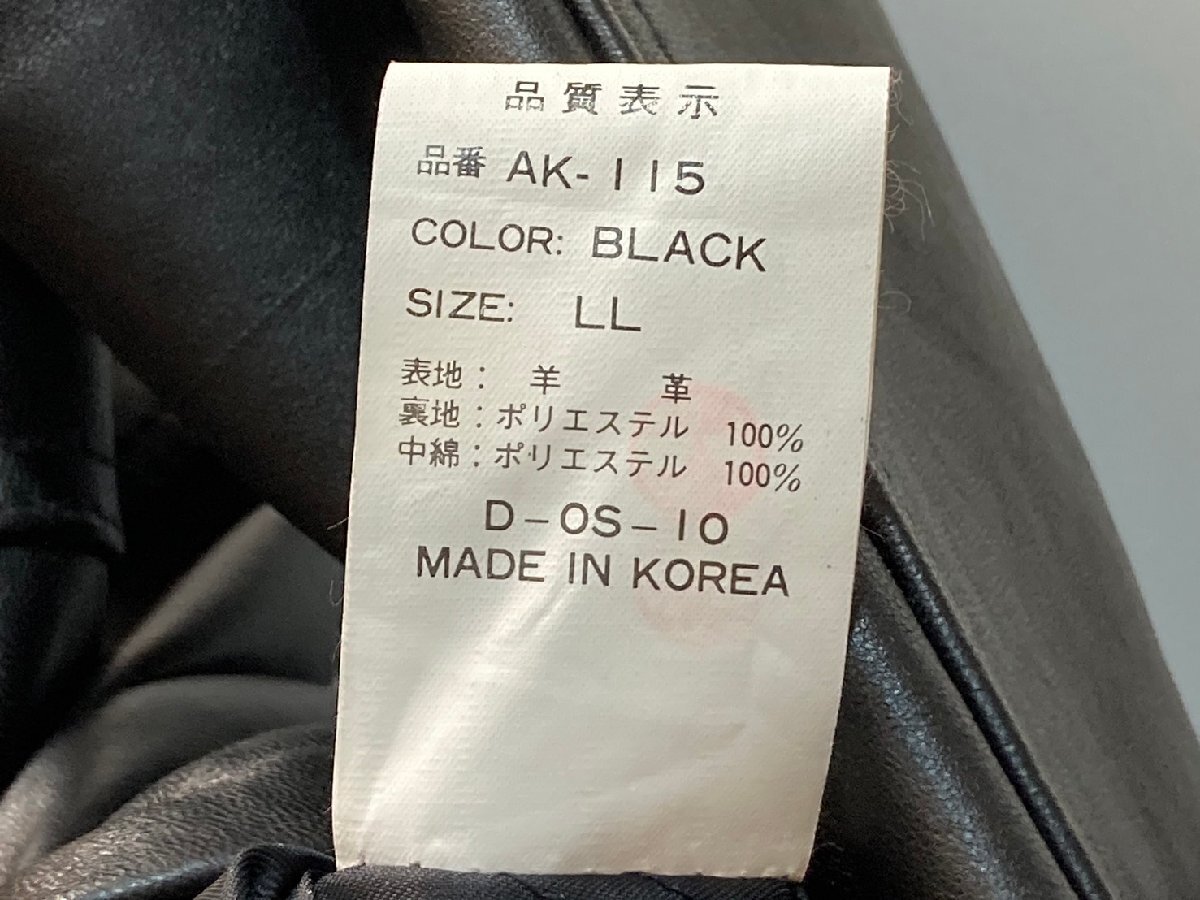 品質表示
品番 AK-115
COLOR: BLACK
SIZE: LL
表地: 羊 革
裏地:ポリエステル 100%
中綿:ポリエステル 100%
D-OS-10
MADE IN KOREA